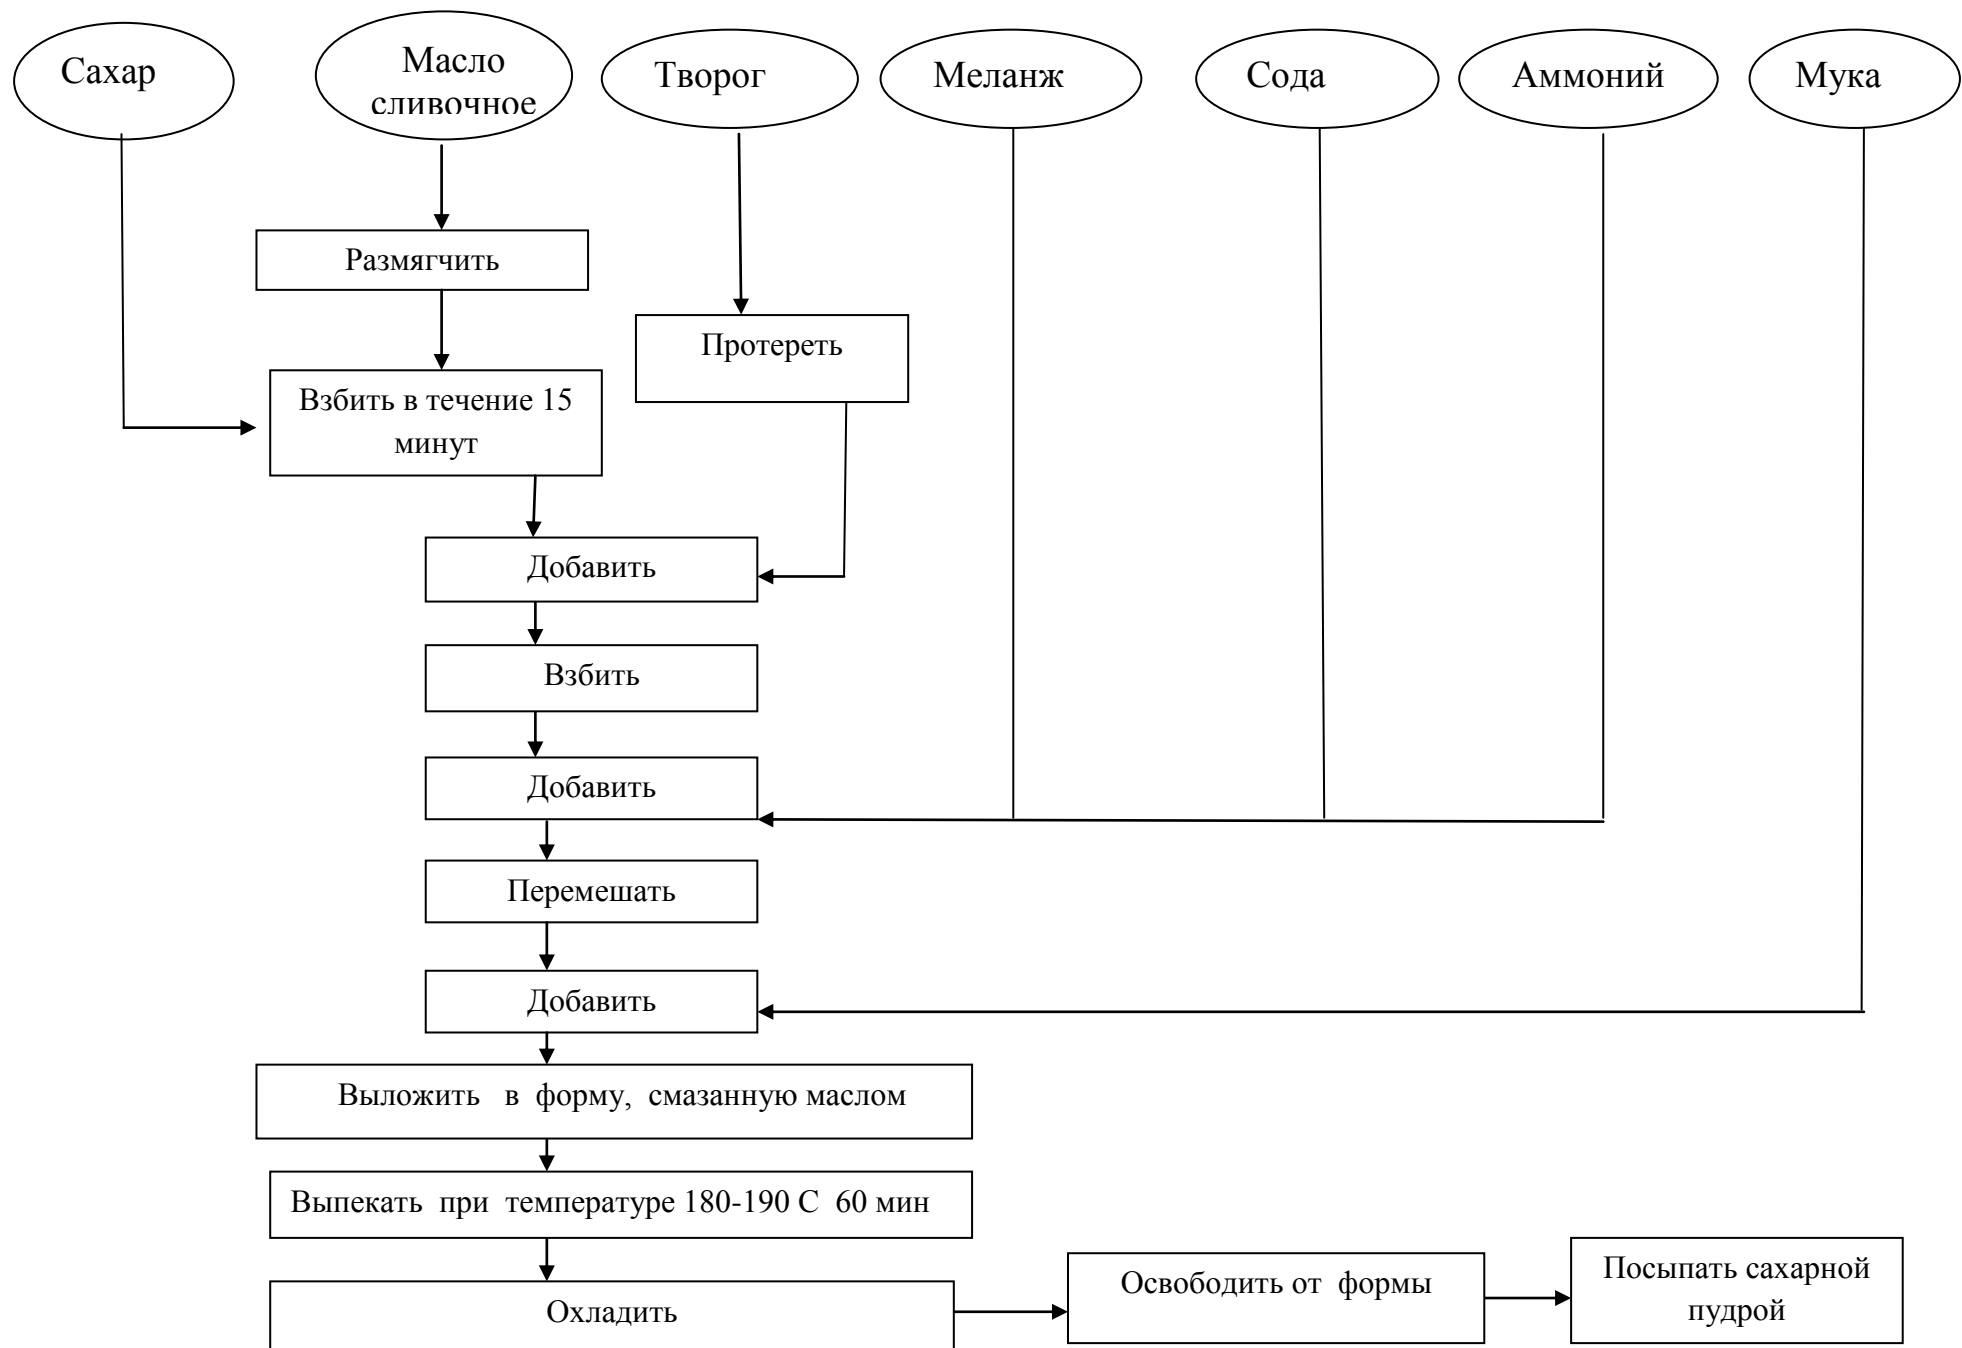 Сахар
Масло
сливочное
Творог
Меланж
Сода
Аммоний
Мука
Размягчить
Протереть
Взбить в течение 15
минут
Добавить
Взбить
Добавить
Перемешать
Добавить
Выложить в форму, смазанную маслом
Выпекать при температуре 180-190 С 60 мин
Охладить
Освободить от формы
Посыпать сахарной
пудрой